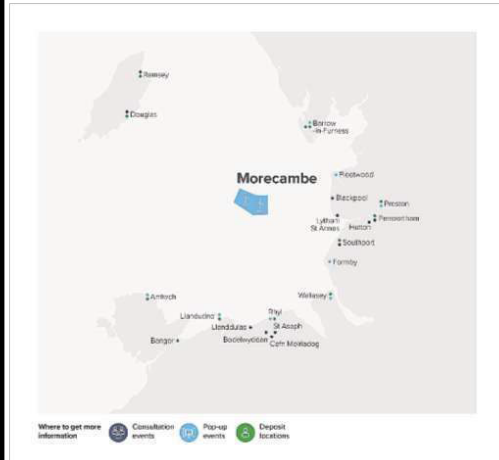 Ramsey
Douglas
Barrow
-in-Furness
Morecambe
Fleetwood
Blackpool
Preston
Lytham
St Annes
Hutton
Penwortham
Southport
Formby
Wallasey
Amlwch
Llandudno
Rhyl
Llanddulas
St Asaph
Bangor
Bodelwyddan
Cefn Meiriadog
Where to get more
information
Consultation
events
Pop-up
events
Deposit
locations